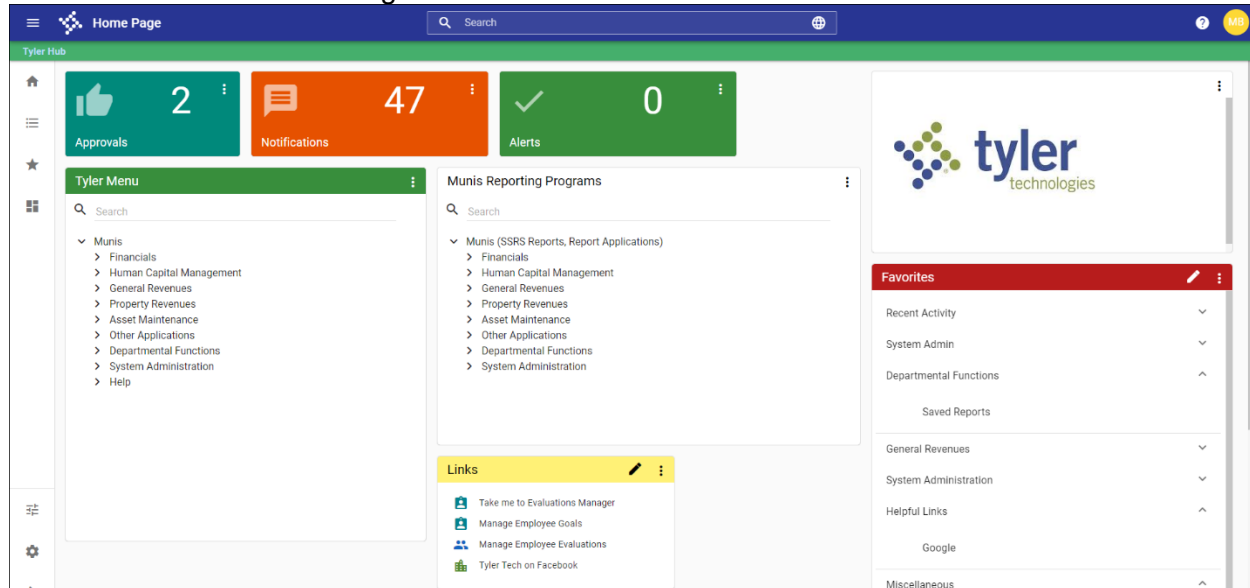 Home Page
Search
MB
Tyler Hub
2
Approvals
47
Notifications
0
Alerts
tyler
technologies
Tyler Menu
Search
Munis
Financials
Human Capital Management
General Revenues
Property Revenues
Asset Maintenance
Other Applications
Departmental Functions
System Administration
Help
Munis Reporting Programs
Search
Munis (SSRS Reports, Report Applications)
Financials
Human Capital Management
General Revenues
Property Revenues
Asset Maintenance
Other Applications
Departmental Functions
System Administration
Links
Take me to Evaluations Manager
Manage Employee Goals
Manage Employee Evaluations
Tyler Tech on Facebook
Favorites
Recent Activity
System Admin
Departmental Functions
Saved Reports
General Revenues
System Administration
Helpful Links
Google
Miscellaneous